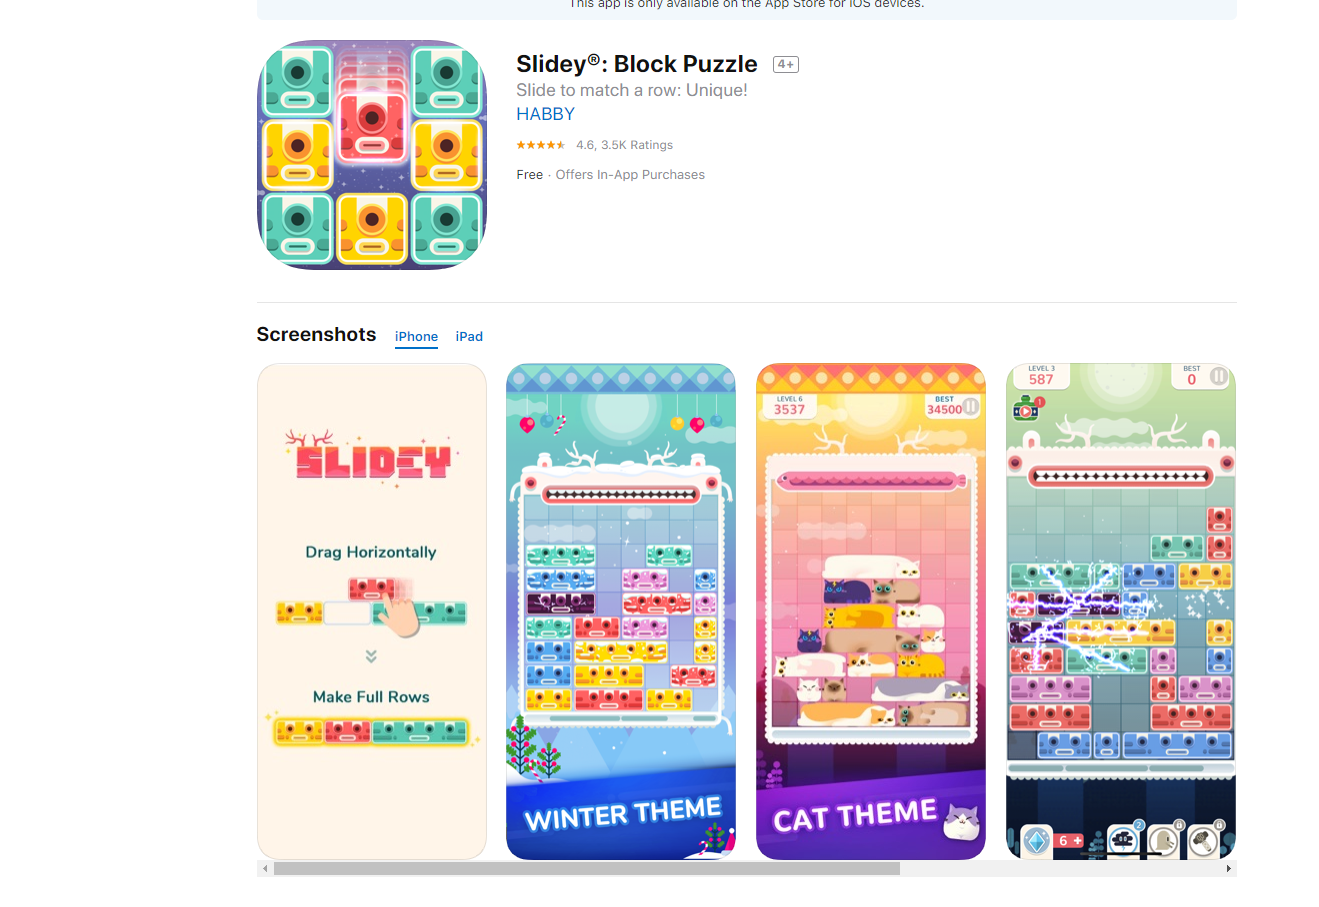 This app is only available on the App Store for iOS devices.
Slidey®: Block Puzzle 4+
Slide to match a row: Unique!
HABBY
4.6, 3.5K Ratings
Free · Offers In-App Purchases
Screenshots iPhone iPad
SLIDEY
Drag Horizontally
Make Full Rows
WINTER THEME
LEVEL 6
3537
BEST
34500
CAT THEME
LEVEL 3
587
BEST
0
1
6 +
2